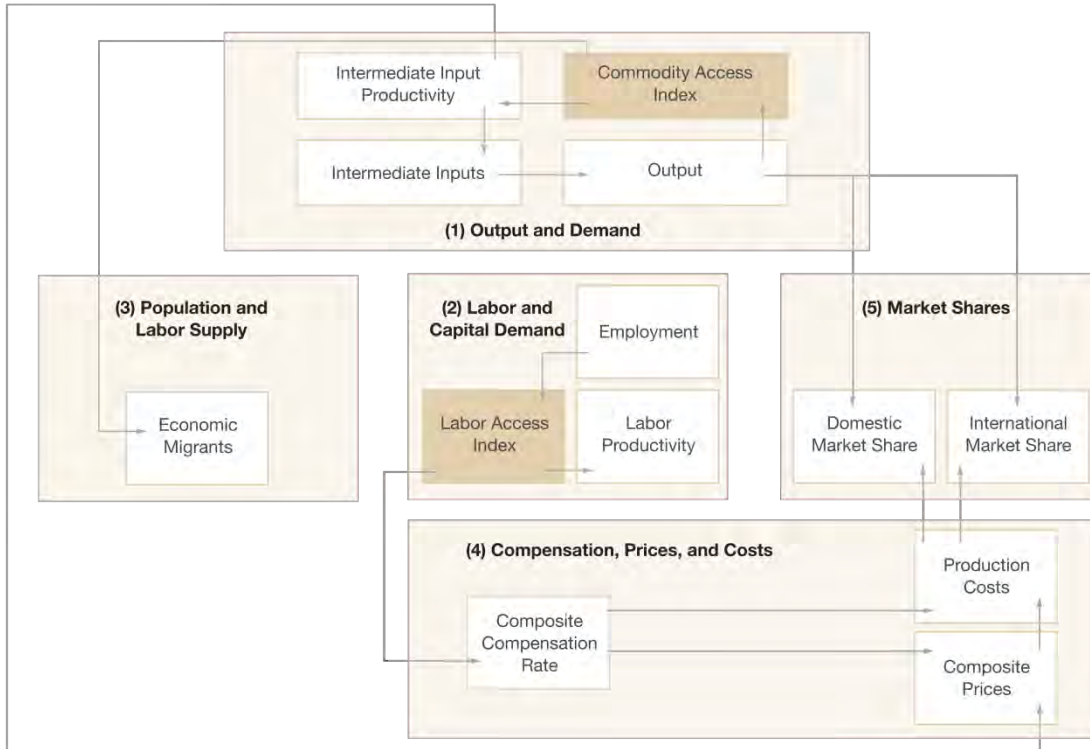 Intermediate Input
Productivity
Commodity Access
Index
Intermediate Inputs
Output
(1) Output and Demand
(3) Population and
Labor Supply
Economic
Migrants
(2) Labor and
Capital Demand
Employment
Labor Access
Index
Labor
Productivity
(5) Market Shares
Domestic
Market Share
International
Market Share
(4) Compensation, Prices, and Costs
Production
Costs
Composite
Compensation
Rate
Composite
Prices